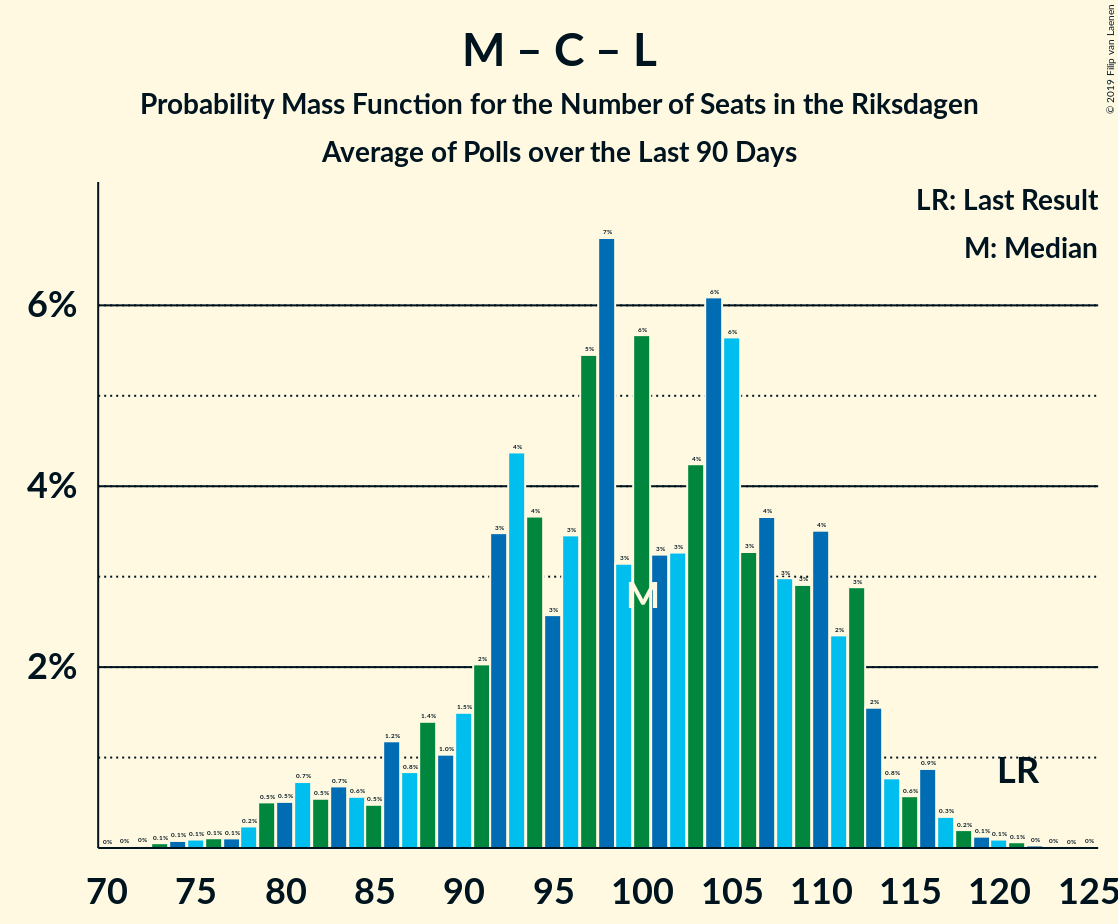 M – C – L
Probability Mass Function for the Number of Seats in the Riksdagen
Average of Polls over the Last 90 Days
© 2019 Filip van Laenen
LR: Last Result
M: Median
6%
4%
2%
0% 0% 0% 0.1% 0.1% 0.1% 0.1% 0.1% 0.2% 0.5% 0.5% 0.7% 0.5% 0.7% 0.6% 0.5% 1.2% 0.8% 1.4% 1.0% 1.5% 2% 3% 4% 4% 3% 3% 5% 7% 3% 6% 3% 3% 4% 6% 6% 3% 4% 3% 3% 4% 2% 3% 2% 0.8% 0.6% 0.9% 0.3% 0.2% 0.1% 0.1% 0.1% 0% 0% 0% 0%
M
LR
70 75 80 85 90 95 100 105 110 115 120 125